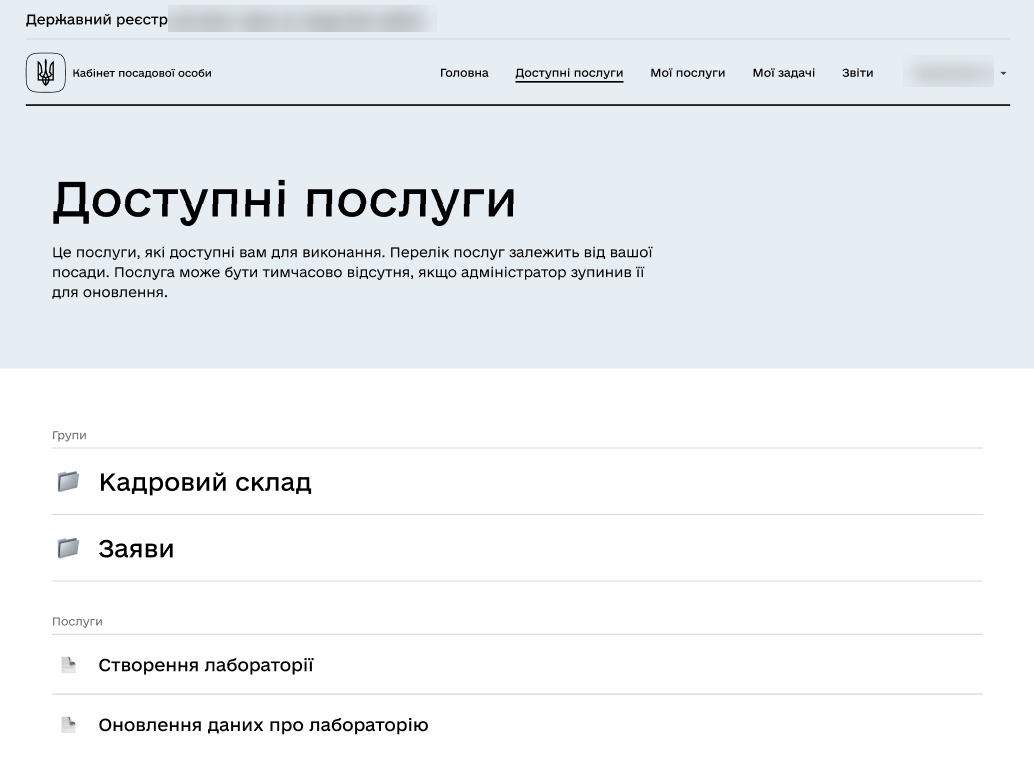 Державний реєстр
Кабінет посадової особи
Головна
Доступні послуги
Мої послуги
Мої задачі
Звіти
Доступні послуги
Це послуги, які доступні вам для виконання. Перелік послуг залежить від вашої
посади. Послуга може бути тимчасово відсутня, якщо адміністратор зупинив її
для оновлення.
Групи
Кадровий склад
Заяви
Послуги
Створення лабораторії
Оновлення даних про лабораторію